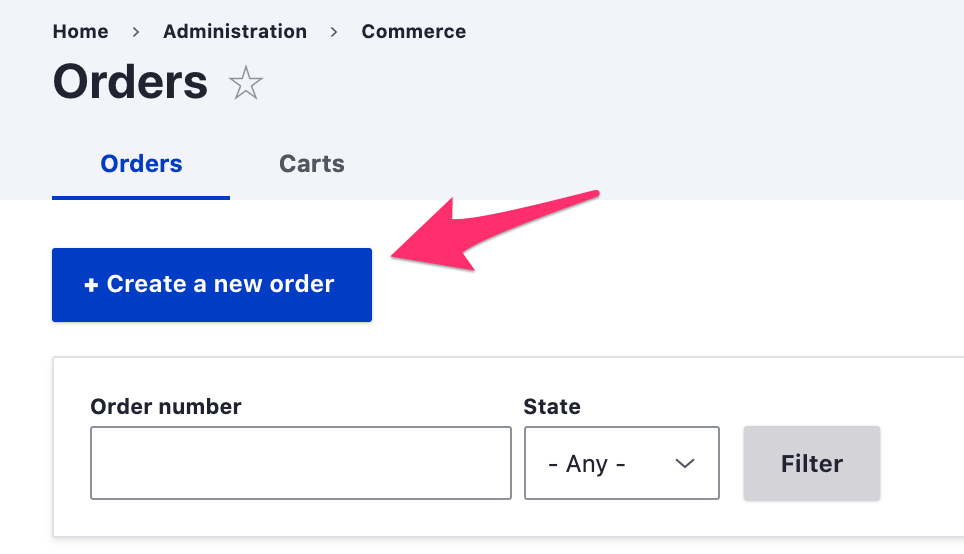 Home > Administration > Commerce
Orders
Orders Carts
+ Create a new order
Order number State
- Any - Filter